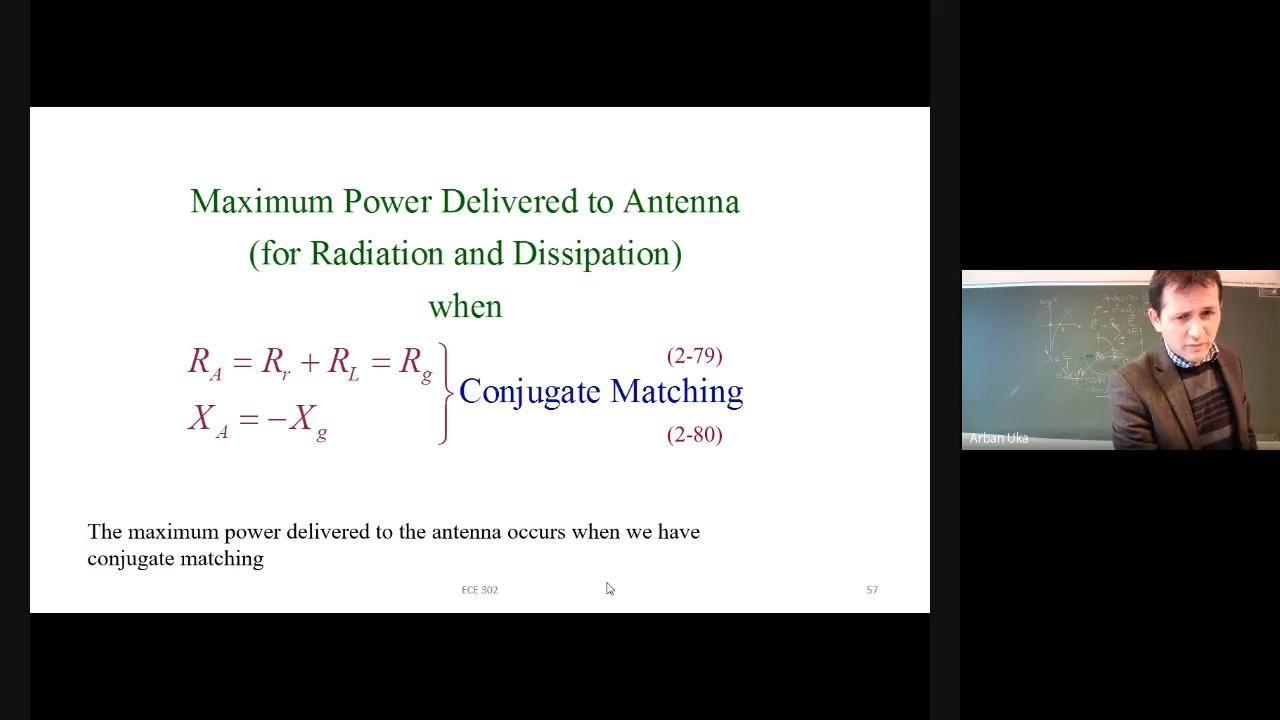 Maximum Power Delivered to Antenna
(for Radiation and Dissipation)
when
R_A = R_r + R_L = R_g (2-79)
Conjugate Matching
X_A = -X_g (2-80)
The maximum power delivered to the antenna occurs when we have
conjugate matching
ECE 302
57
Antenna
Arban Uka